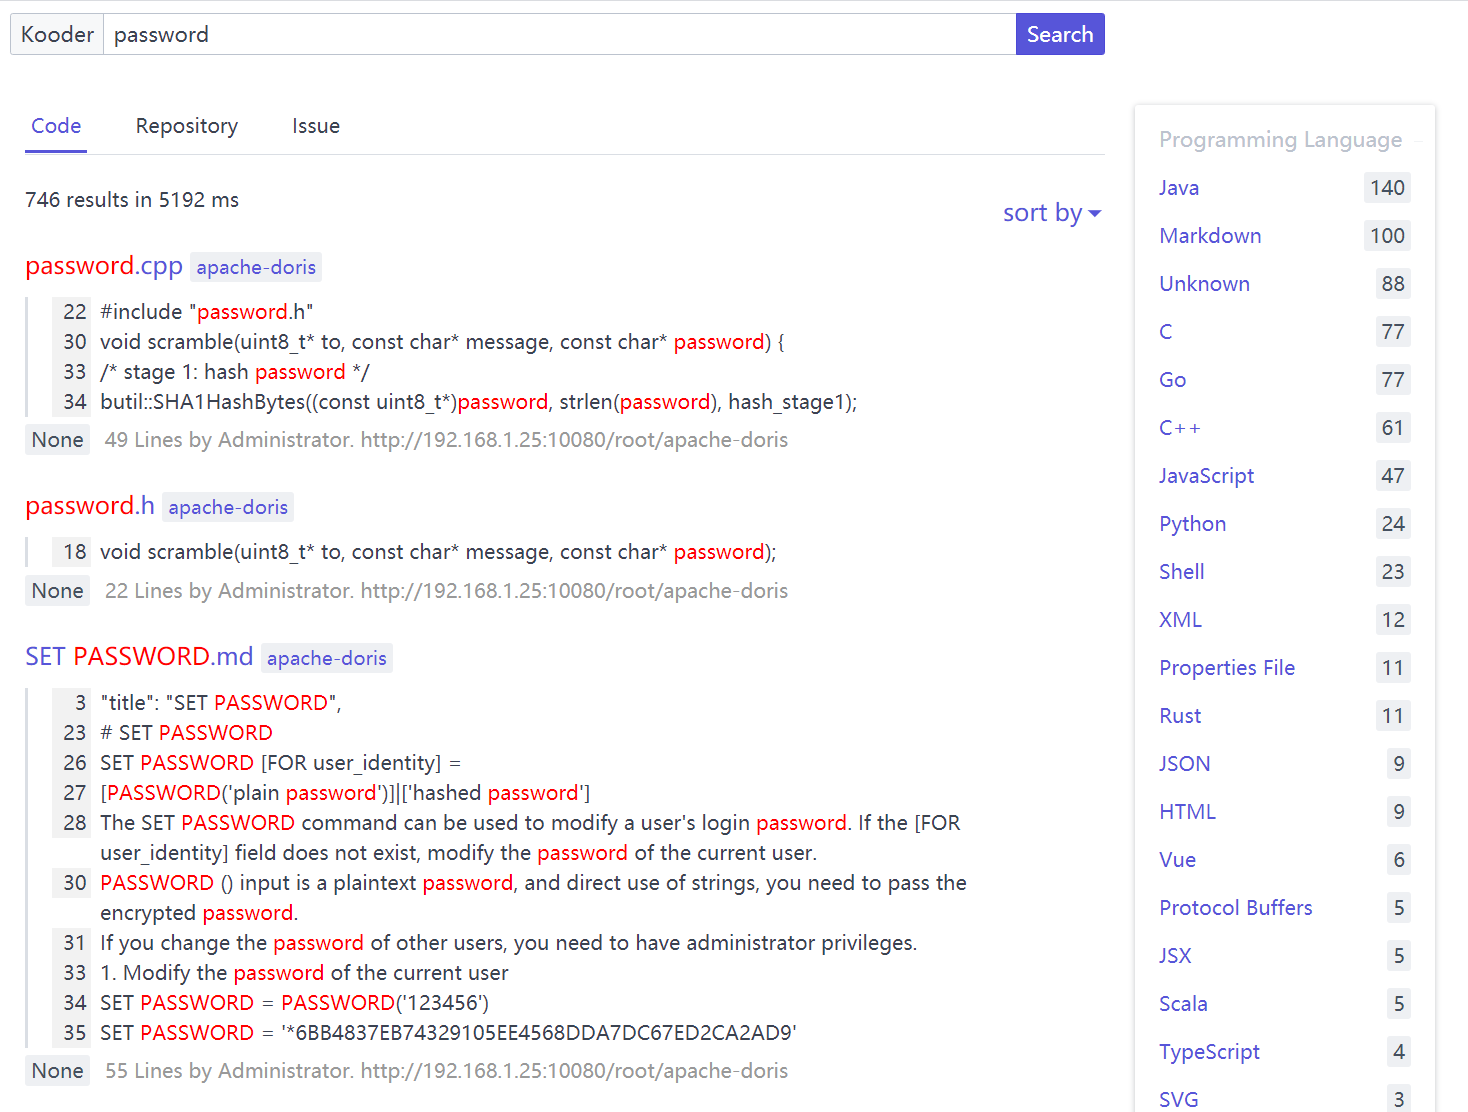 Kooder password Search
Code Repository Issue
746 results in 5192 ms
sort by
password.cpp apache-doris
22 #include "password.h"
30 void scramble(uint8_t* to, const char* message, const char* password) {
33 /* stage 1: hash password */
34 butil::SHA1HashBytes((const uint8_t*)password, strlen(password), hash_stage1);
None 49 Lines by Administrator. http://192.168.1.25:10080/root/apache-doris
password.h apache-doris
18 void scramble(uint8_t* to, const char* message, const char* password);
None 22 Lines by Administrator. http://192.168.1.25:10080/root/apache-doris
SET PASSWORD.md apache-doris
3 "title": "SET PASSWORD",
23 # SET PASSWORD
26 SET PASSWORD [FOR user_identity] =
27 [PASSWORD('plain password')]|['hashed password']
28 The SET PASSWORD command can be used to modify a user's login password. If the [FOR
user_identity] field does not exist, modify the password of the current user.
30 PASSWORD () input is a plaintext password, and direct use of strings, you need to pass the
encrypted password.
31 If you change the password of other users, you need to have administrator privileges.
33 1. Modify the password of the current user
34 SET PASSWORD = PASSWORD('123456')
35 SET PASSWORD = '*6BB4837EB74329105EE4568DDA7DC67ED2CA2AD9'
None 55 Lines by Administrator. http://192.168.1.25:10080/root/apache-doris
Programming Language
Java 140
Markdown 100
Unknown 88
C 77
Go 77
C++ 61
JavaScript 47
Python 24
Shell 23
XML 12
Properties File 11
Rust 11
JSON 9
HTML 9
Vue 6
Protocol Buffers 5
JSX 5
Scala 5
TypeScript 4
SVG 3